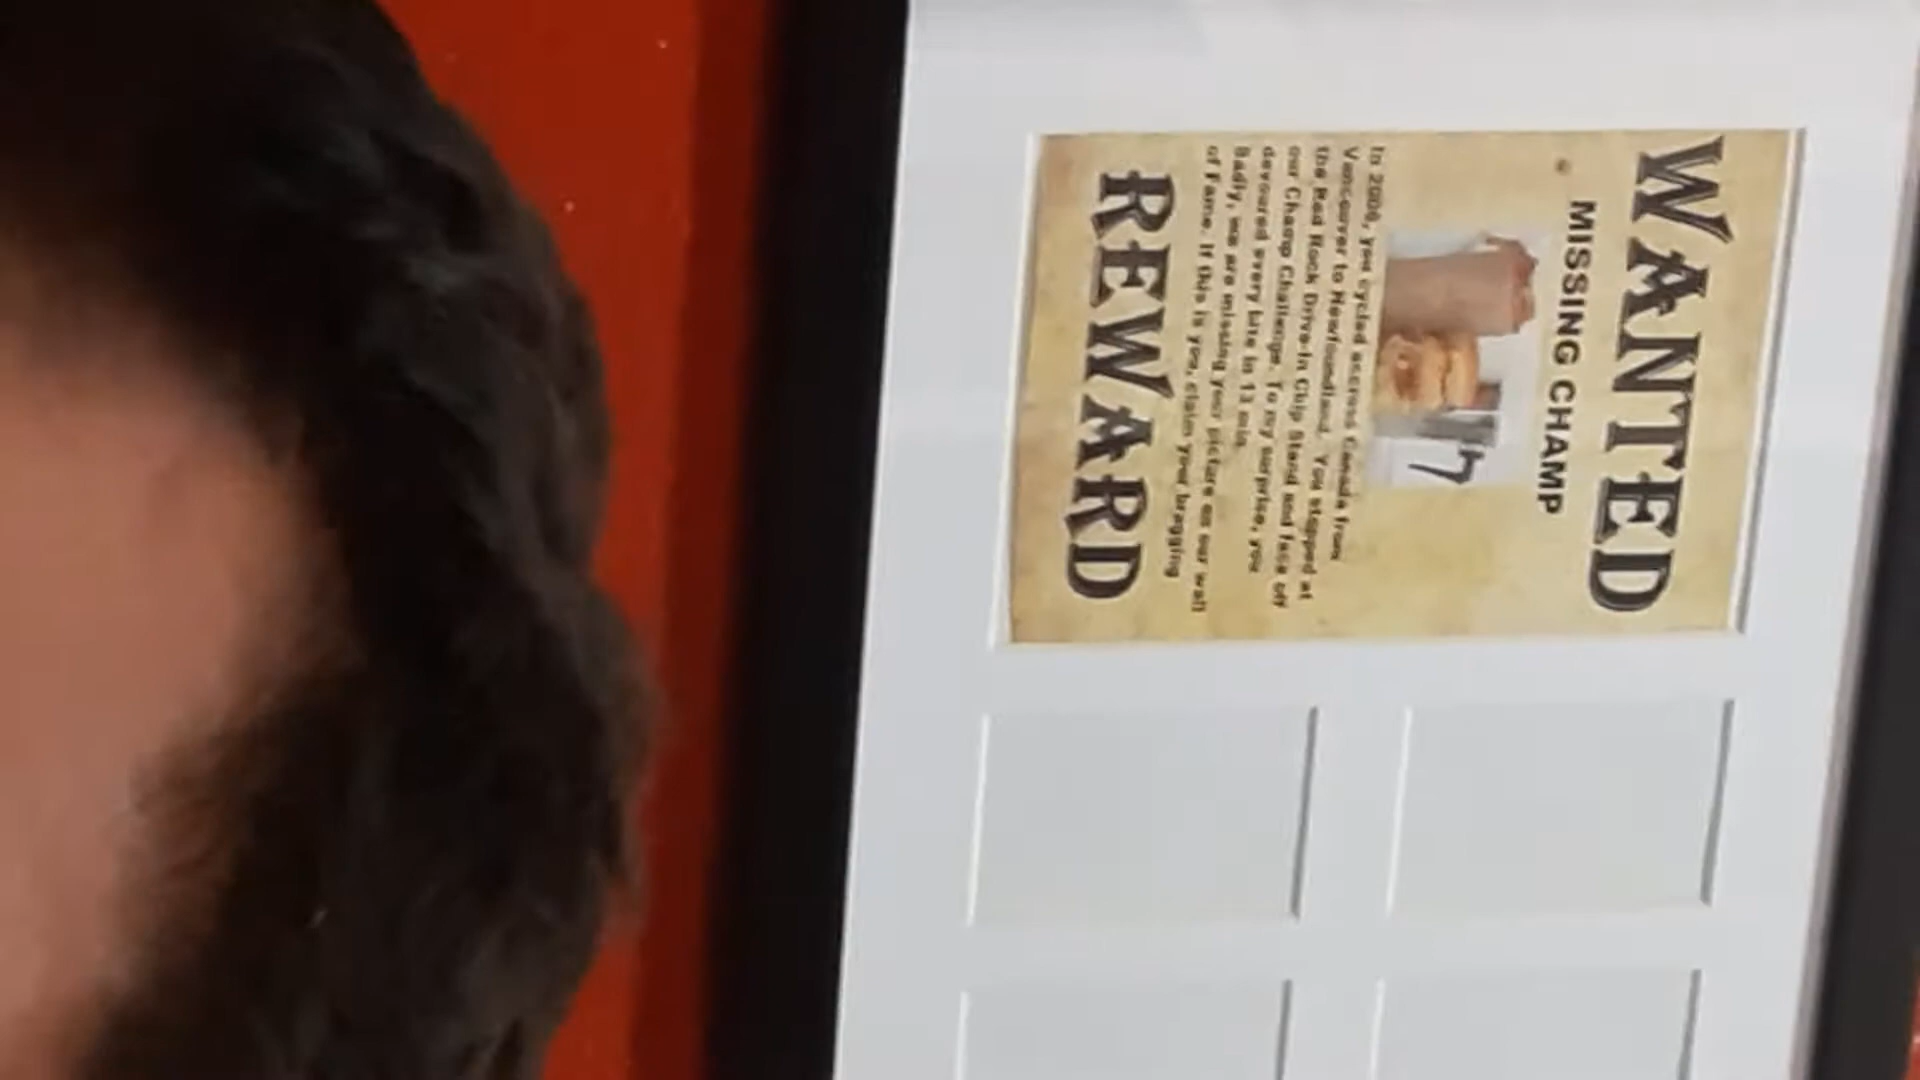 WANTED
MISSING CHAMP
In 2006, you cycled accross Canada from
Vancouver to Newfoundland. You stopped at
the Red Rock Drive-In Chip Stand and face off
our Champ Challenge. To my surprise, you
devoured every bite in 13 min.
Sadly, we are missing your picture on our wall
of Fame. If this is you, claim your bragging
REWARD